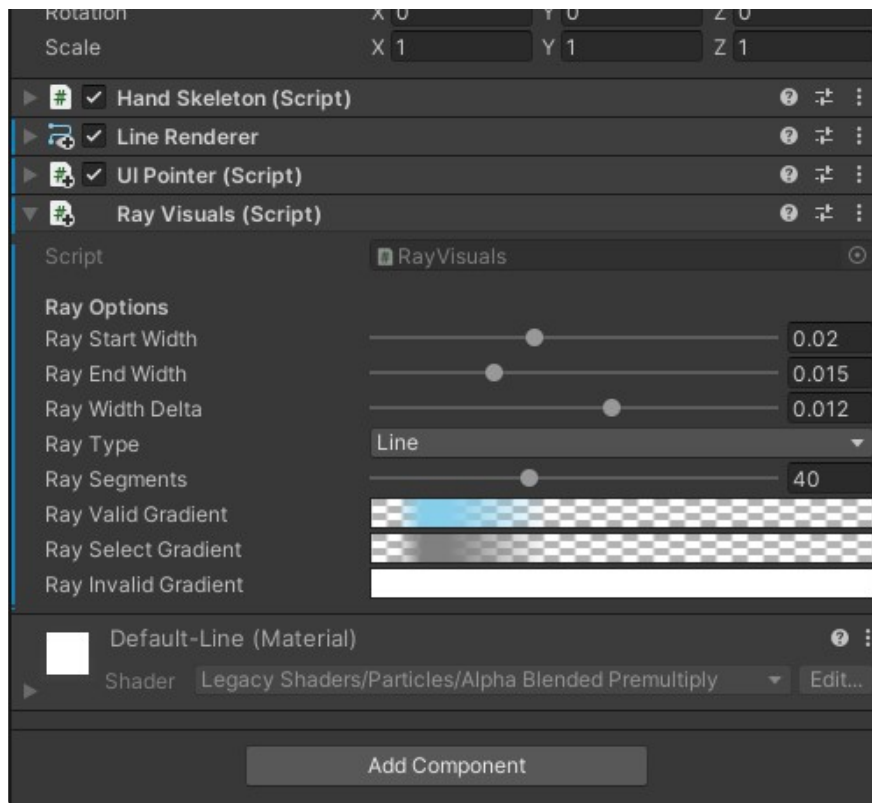 Rotation X 0 Y 0 Z 0
Scale X 1 Y 1 Z 1
# Hand Skeleton (Script)
Line Renderer
# UI Pointer (Script)
# Ray Visuals (Script)
Script # RayVisuals
Ray Options
Ray Start Width 0.02
Ray End Width 0.015
Ray Width Delta 0.012
Ray Type Line
Ray Segments 40
Ray Valid Gradient
Ray Select Gradient
Ray Invalid Gradient
Default-Line (Material)
Shader Legacy Shaders/Particles/Alpha Blended Premultiply Edit...
Add Component